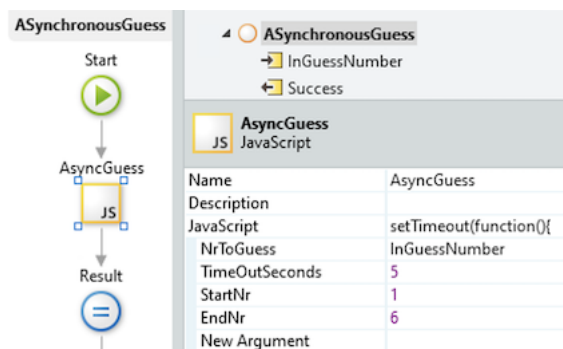 ASynchronousGuess
Start
AsyncGuess
JS
Result
ASynchronousGuess
InGuessNumber
Success
AsyncGuess
JS JavaScript
Name AsyncGuess
Description
JavaScript setTimeout(function(){
NrToGuess InGuessNumber
TimeOutSeconds 5
StartNr 1
EndNr 6
New Argument